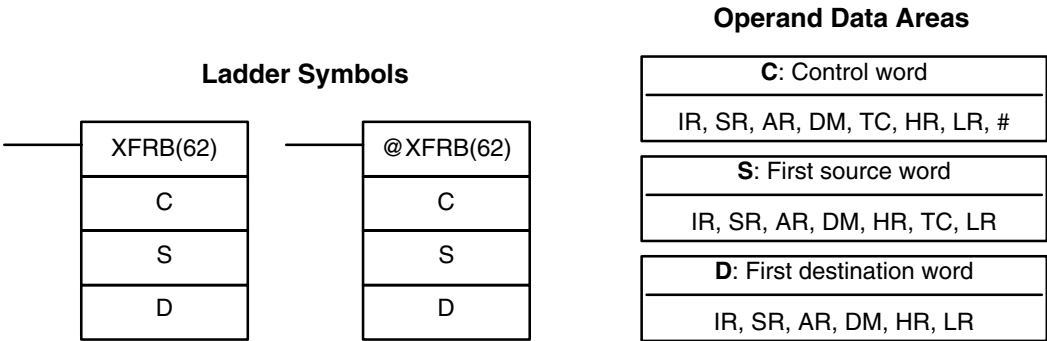 Ladder Symbols
XFRB(62)
C
S
D
@XFRB(62)
C
S
D
Operand Data Areas
C: Control word
IR, SR, AR, DM, TC, HR, LR, #
S: First source word
IR, SR, AR, DM, HR, TC, LR
D: First destination word
IR, SR, AR, DM, HR, LR